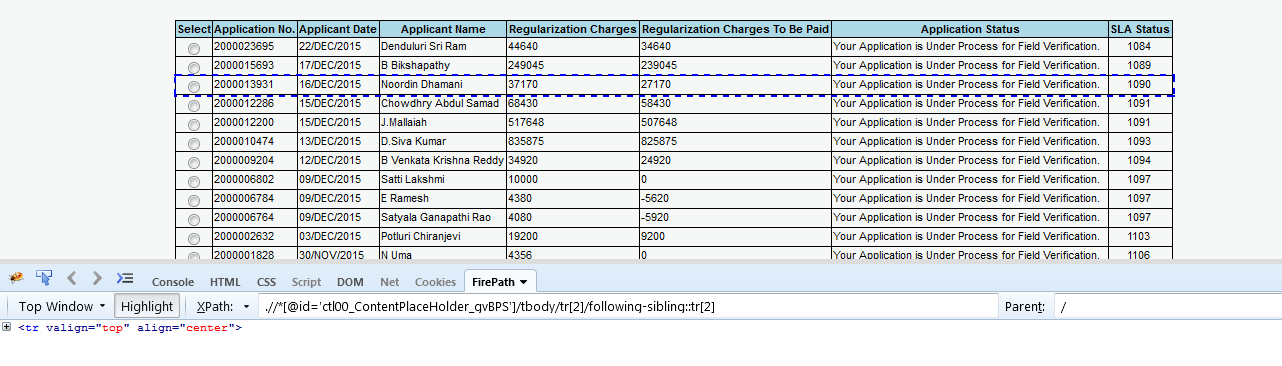 Select Application No. Applicant Date Applicant Name Regularization Charges Regularization Charges To Be Paid Application Status SLA Status
2000023695 22/DEC/2015 Denduluri Sri Ram 44640 34640 Your Application is Under Process for Field Verification. 1084
2000015693 17/DEC/2015 B Bikshapathy 249045 239045 Your Application is Under Process for Field Verification. 1089
2000013931 16/DEC/2015 Noordin Dhamani 37170 27170 Your Application is Under Process for Field Verification. 1090
2000012286 15/DEC/2015 Chowdhry Abdul Samad 68430 58430 Your Application is Under Process for Field Verification. 1091
2000012200 15/DEC/2015 J.Mallaiah 517648 507648 Your Application is Under Process for Field Verification. 1091
2000010474 13/DEC/2015 D.Siva Kumar 835875 825875 Your Application is Under Process for Field Verification. 1093
2000009204 12/DEC/2015 B Venkata Krishna Reddy 34920 24920 Your Application is Under Process for Field Verification. 1094
2000006802 09/DEC/2015 Satti Lakshmi 10000 0 Your Application is Under Process for Field Verification. 1097
2000006784 09/DEC/2015 E Ramesh 4380 -5620 Your Application is Under Process for Field Verification. 1097
2000006764 09/DEC/2015 Satyala Ganapathi Rao 4080 -5920 Your Application is Under Process for Field Verification. 1097
2000002632 03/DEC/2015 Potluri Chiranjevi 19200 9200 Your Application is Under Process for Field Verification. 1103
2000001828 30/NOV/2015 N Uma 4356 0 Your Application is Under Process for Field Verification. 1106
Console HTML CSS Script DOM Net Cookies FirePath
Top Window Highlight XPath: .//*[@id='ctl00_ContentPlaceHolder_gvBPS']/tbody/tr[2]/following-sibling::tr[2] Parent: /
<tr valign="top" align="center">